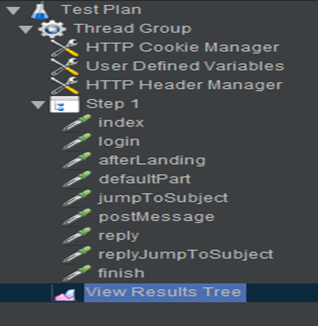 Test Plan
Thread Group
HTTP Cookie Manager
User Defined Variables
HTTP Header Manager
Step 1
index
login
afterLanding
defaultPart
jumpToSubject
postMessage
reply
replyJumpToSubject
finish
View Results Tree